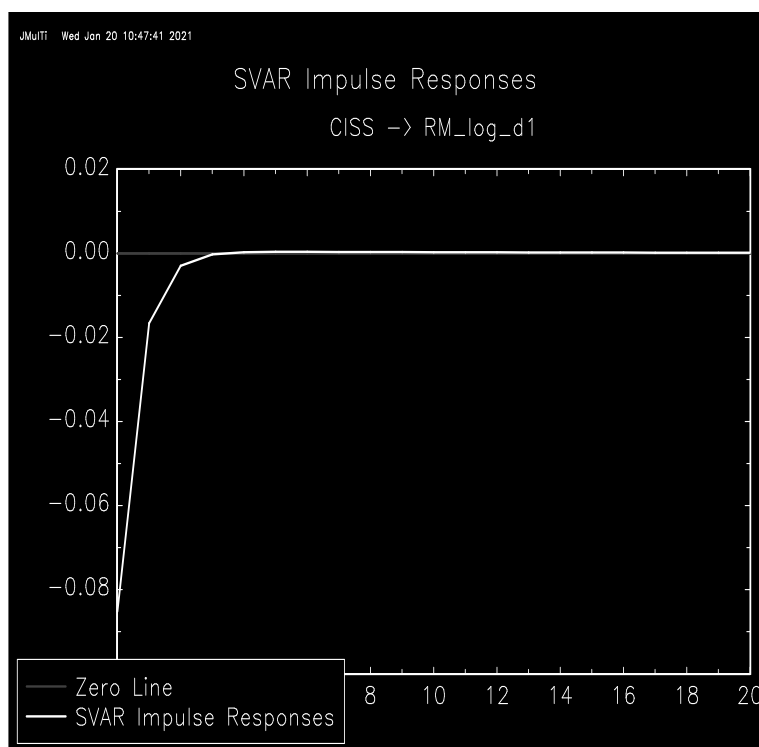 JMulTi Wed Jan 20 10:47:41 2021
SVAR Impulse Responses
CISS -> RM_log_d1
0.02
0.00
-0.02
-0.04
-0.06
-0.08
8 10 12 14 16 18 20
Zero Line
SVAR Impulse Responses